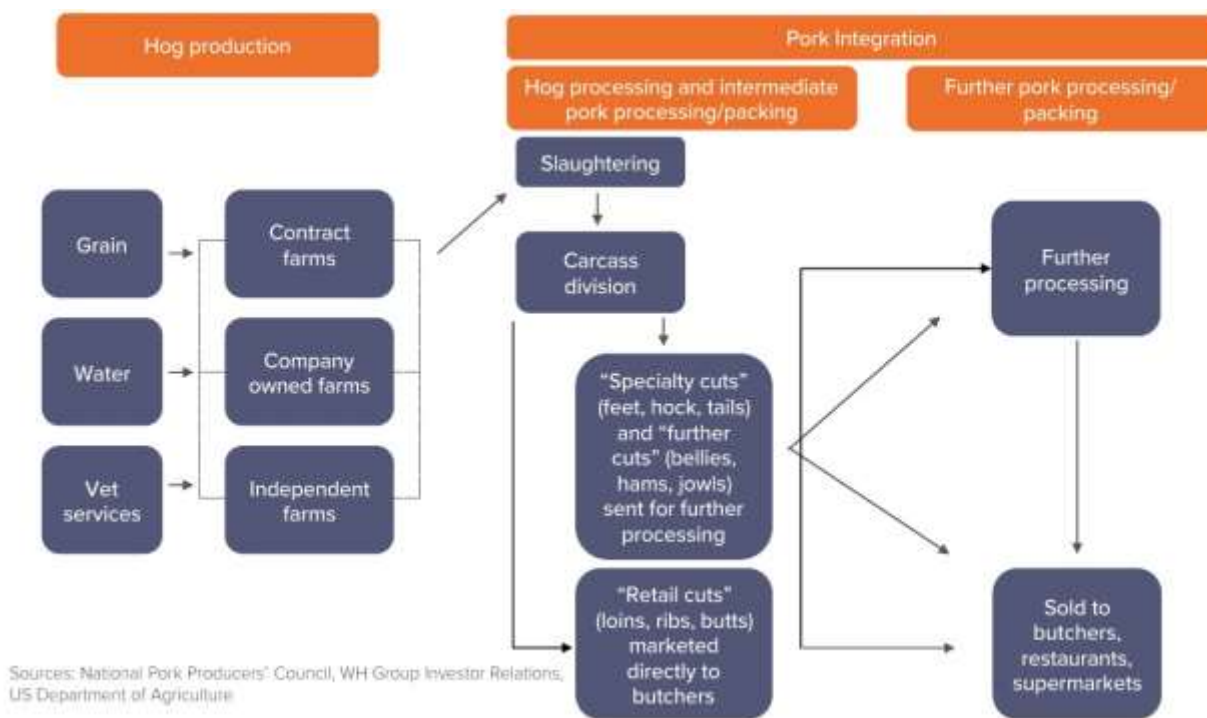 Hog production
Pork Integration
Hog processing and intermediate
pork processing/packing
Further pork processing/
packing
Slaughtering
Grain
Contract
farms
Carcass
division
Further
processing
Water
Company
owned farms
“Specialty cuts”
(feet, hock, tails)
and “further
cuts” (bellies,
hams, jowls)
sent for further
processing
Vet
services
Independent
farms
“Retail cuts”
(loins, ribs, butts)
marketed
directly to
butchers
Sold to
butchers,
restaurants,
supermarkets
Sources: National Pork Producers’ Council, WH Group Investor Relations,
US Department of Agriculture